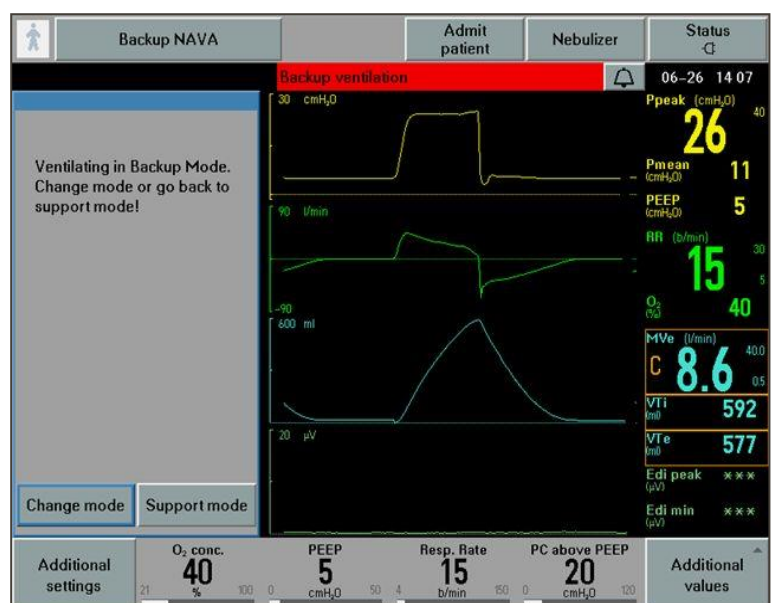 Backup NAVA
Admit
patient
Nebulizer
Status
Backup ventilation
06-26 14 07
Ventilating in Backup Mode.
Change mode or go back to
support mode!
Change mode
Support mode
30 cmH₂O
90 l/min
-90
600 ml
20 µV
Ppeak (cmH₂O) 40
26
Pmean 11
(cmH₂O)
PEEP 5
(cmH₂O)
RR (b/min) 30
15 5
O₂ 40
(%)
MVe (l/min) 40.0
C 8.6 0.5
VTi 592
(ml)
VTe 577
(ml)
Edi peak ***
(µV)
Edi min ***
(µV)
Additional
settings
O₂ conc.
40
21 % 100
PEEP
5
0 cmH₂O 50
Resp. Rate
15
4 b/min 150
PC above PEEP
20
0 cmH₂O 120
Additional
values